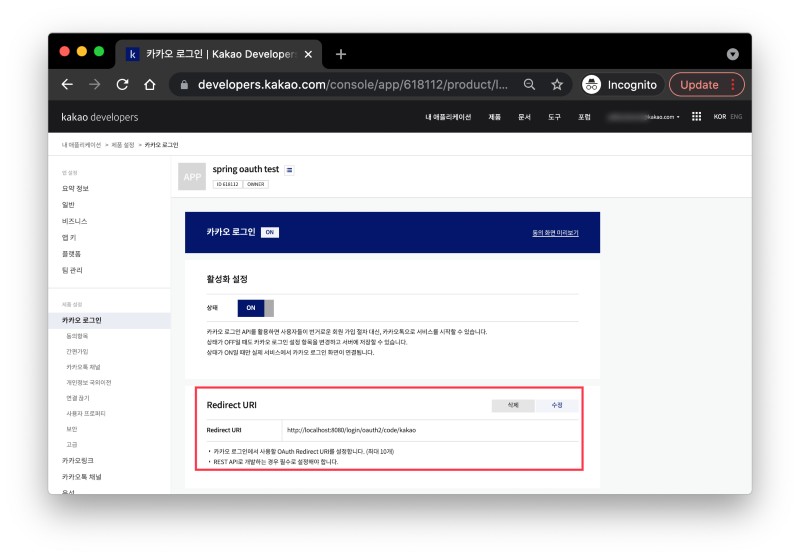 k 카카오 로그인 | Kakao Developer
developers.kakao.com/console/app/618112/product/l...
Incognito
Update
kakao developers
내 애플리케이션 제품 문서 도구 포럼
kakao.com
KOR ENG
내 애플리케이션 > 제품 설정 > 카카오 로그인
앱 설정
요약 정보
일반
비즈니스
앱 키
플랫폼
팀 관리
제품 설정
카카오 로그인
동의항목
간편가입
카카오톡 채널
개인정보 국외이전
연결 끊기
사용자 프로퍼티
보안
고급
카카오링크
카카오톡 채널
푸시
APP
spring oauth test
ID 618112 OWNER
카카오 로그인 ON
동의 화면 미리보기
활성화 설정
상태 ON
카카오 로그인 API를 활용하면 사용자들이 번거로운 회원 가입 절차 대신, 카카오톡으로 서비스를 시작할 수 있습니다.
상태가 OFF일 때도 카카오 로그인 설정 항목을 변경하고 서버에 저장할 수 있습니다.
상태가 ON일 때만 실제 서비스에서 카카오 로그인 화면이 연결됩니다.
Redirect URI
삭제 수정
Redirect URI http://localhost:8080/login/oauth2/code/kakao
• 카카오 로그인에서 사용할 OAuth Redirect URI를 설정합니다. (최대 10개)
• REST API로 개발하는 경우 필수로 설정해야 합니다.